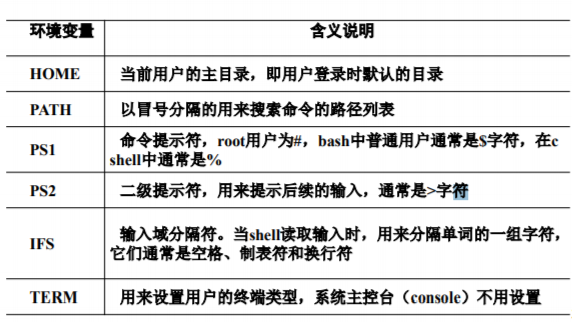 环境变量 含义说明
HOME 当前用户的主目录，即用户登录时默认的目录
PATH 以冒号分隔的用来搜索命令的路径列表
PS1 命令提示符，root用户为#，bash中普通用户通常是$字符，在c
shell中通常是%
PS2 二级提示符，用来提示后续的输入，通常是>字符
IFS 输入域分隔符。当shell读取输入时，用来分隔单词的一组字符，
它们通常是空格、制表符和换行符
TERM 用来设置用户的终端类型，系统主控台（console）不用设置